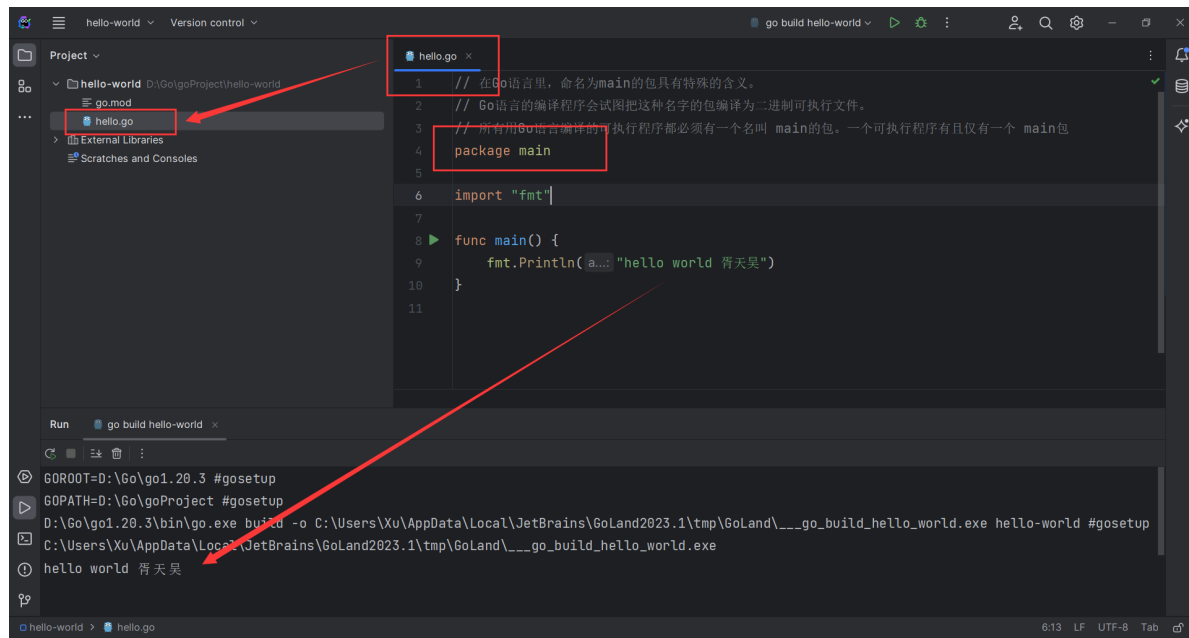 hello-world
Version control
go build hello-world
Project
hello-world D:\Go\goProject\hello-world
go.mod
hello.go
External Libraries
Scratches and Consoles
hello.go
1 // 在Go语言里，命名为main的包具有特殊的含义。
2 // Go语言的编译程序会试图把这种名字的包编译为二进制可执行文件。
3 // 所有用Go语言编译的可执行程序都必须有一个名叫 main的包。一个可执行程序有且仅有一个 main包
4 package main
5
6 import "fmt"
7
8 func main() {
9 fmt.Println( a...: "hello world 胥天昊")
10 }
11
Run
go build hello-world
GOROOT=D:\Go\go1.20.3 #gosetup
GOPATH=D:\Go\goProject #gosetup
D:\Go\go1.20.3\bin\go.exe build -o C:\Users\Xu\AppData\Local\JetBrains\GoLand2023.1\tmp\GoLand\___go_build_hello_world.exe hello-world #gosetup
C:\Users\Xu\AppData\Local\JetBrains\GoLand2023.1\tmp\GoLand\___go_build_hello_world.exe
hello world 胥天昊
hello-world > hello.go
6:13 LF UTF-8 Tab